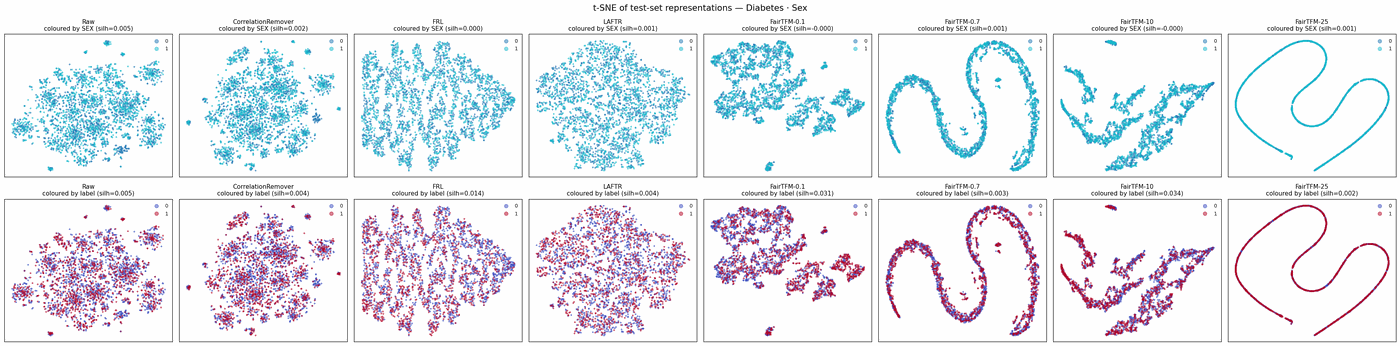 t-SNE of test-set representations — Diabetes · Sex
Raw
coloured by SEX (silh=0.005)
0
1
CorrelationRemover
coloured by SEX (silh=0.002)
0
1
FRL
coloured by SEX (silh=0.000)
0
1
LAFTR
coloured by SEX (silh=0.001)
0
1
FairTFM-0.1
coloured by SEX (silh=-0.000)
0
1
FairTFM-0.7
coloured by SEX (silh=0.001)
0
1
FairTFM-10
coloured by SEX (silh=-0.000)
0
1
FairTFM-25
coloured by SEX (silh=0.001)
0
1
Raw
coloured by label (silh=0.005)
0
1
CorrelationRemover
coloured by label (silh=0.004)
0
1
FRL
coloured by label (silh=0.014)
0
1
LAFTR
coloured by label (silh=0.004)
0
1
FairTFM-0.1
coloured by label (silh=0.031)
0
1
FairTFM-0.7
coloured by label (silh=0.003)
0
1
FairTFM-10
coloured by label (silh=0.034)
0
1
FairTFM-25
coloured by label (silh=0.002)
0
1